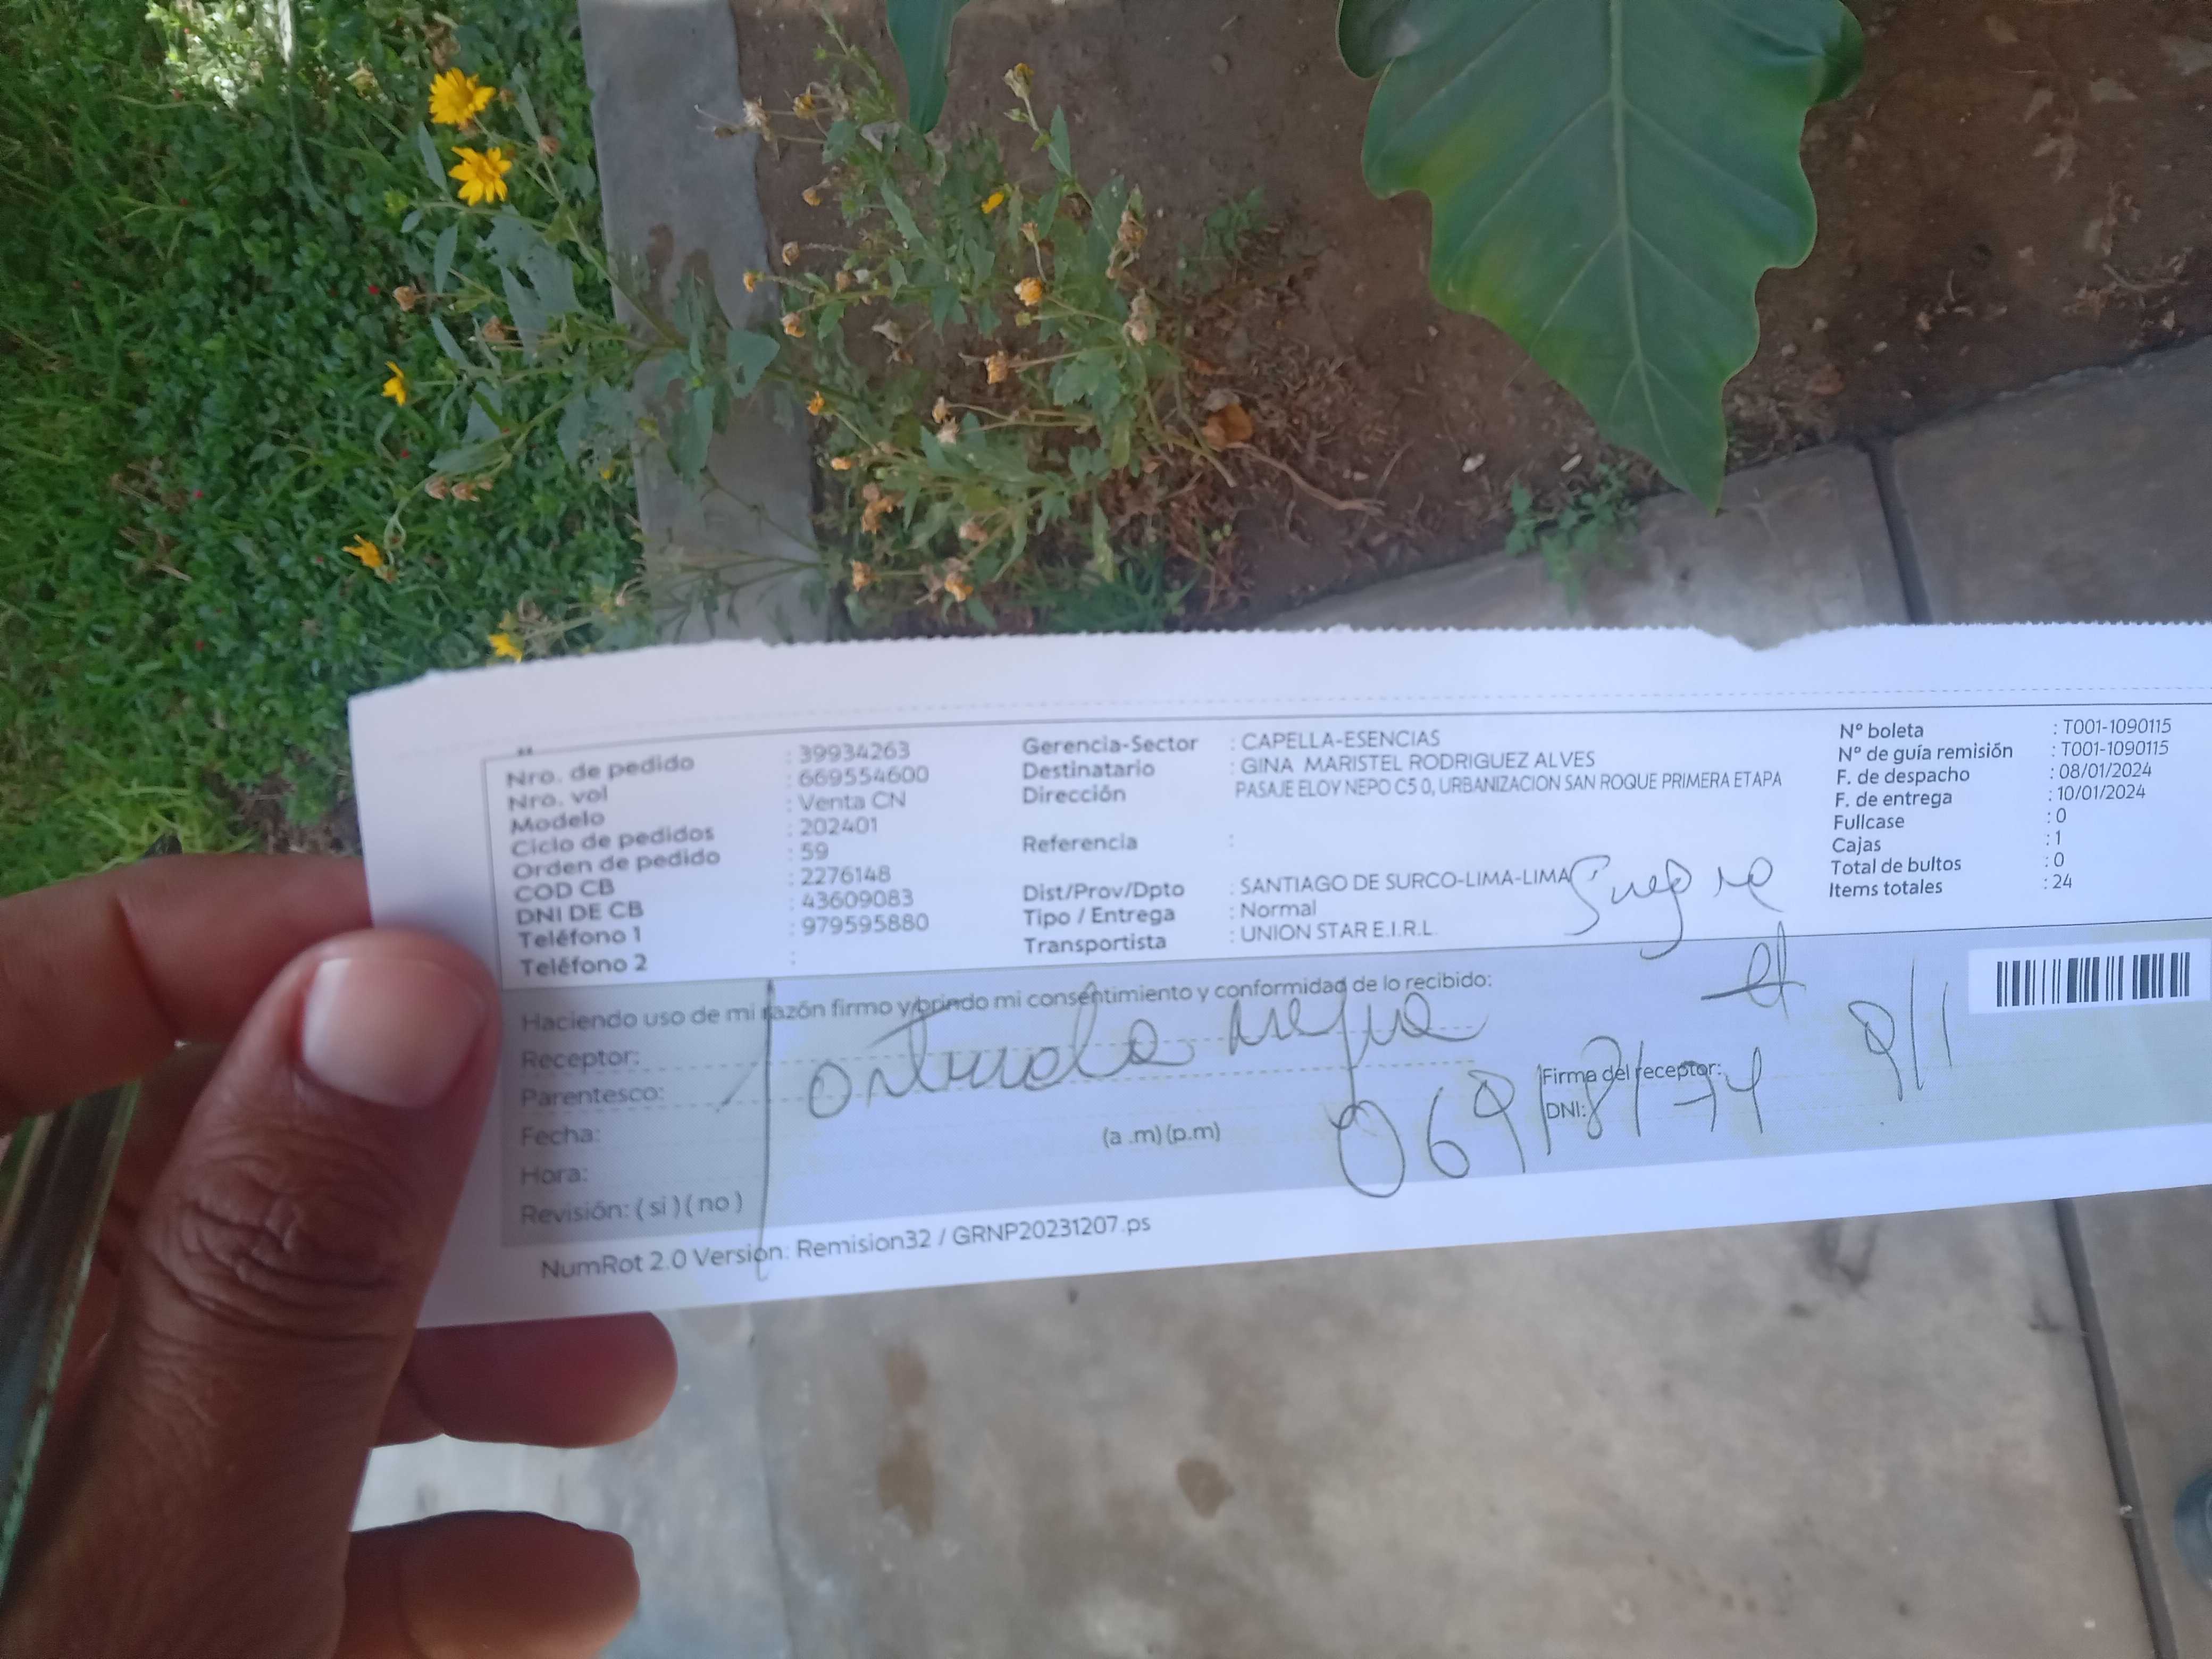 Nro. de pedido : 39934263
Nro. vol : 669554600
Modelo : Venta CN
Ciclo de pedidos : 202401
Orden de pedido : 59
COD CB : 2276148
DNI DE CB : 43609083
Teléfono 1 : 979595880
Teléfono 2 :
Gerencia-Sector : CAPELLA-ESENCIAS
Destinatario : GINA MARISTEL RODRIGUEZ ALVES
Dirección PASAJE ELOY NEPO C5 0, URBANIZACION SAN ROQUE PRIMERA ETAPA
Referencia :
Dist/Prov/Dpto : SANTIAGO DE SURCO-LIMA-LIMA
Tipo / Entrega : Normal
Transportista : UNION STAR E.I.R.L.
Nº boleta : T001-1090115
Nº de guía remisión : T001-1090115
F. de despacho : 08/01/2024
F. de entrega : 10/01/2024
Fullcase : 0
Cajas : 1
Total de bultos : 0
Items totales : 24
Haciendo uso de mi razón firmo y brindo mi consentimiento y conformidad de lo recibido:
Receptor:
Parentesco:
Fecha:
Hora: (a .m) (p.m)
Revisión: ( si ) ( no )
Firma del receptor:
DNI:
9/1
NumRot 2.0 Version: Remision32 / GRNP20231207.ps